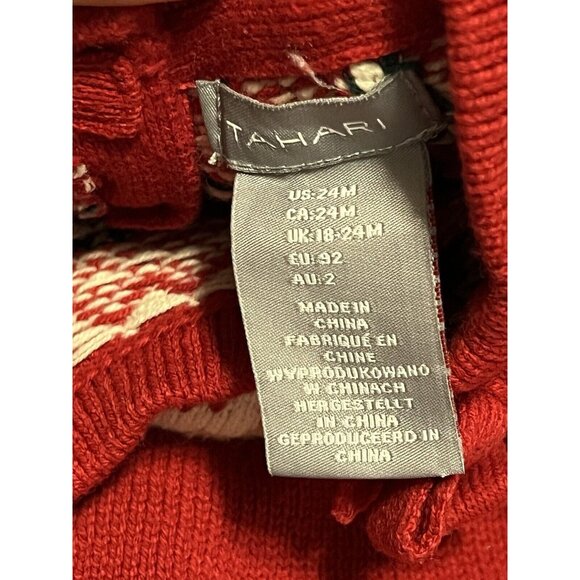 TAHARI
US:24M
CA:24M
UK:18-24M
EU: 92
AU:2
MADE IN
CHINA
FABRIQUÉ EN
CHINE
WYPRODUKOWANO
W CHINACH
HERGESTELLT
IN CHINA
GEPRODUCEERD IN
CHINA